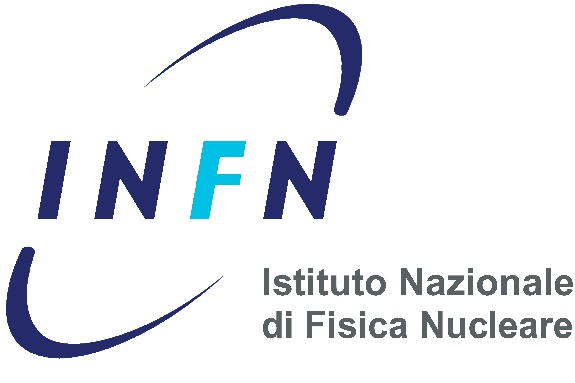 INFN
Istituto Nazionale
di Fisica Nucleare